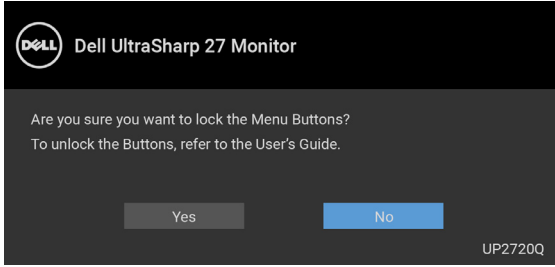 DELL Dell UltraSharp 27 Monitor
Are you sure you want to lock the Menu Buttons?
To unlock the Buttons, refer to the User's Guide.
Yes No
UP2720Q